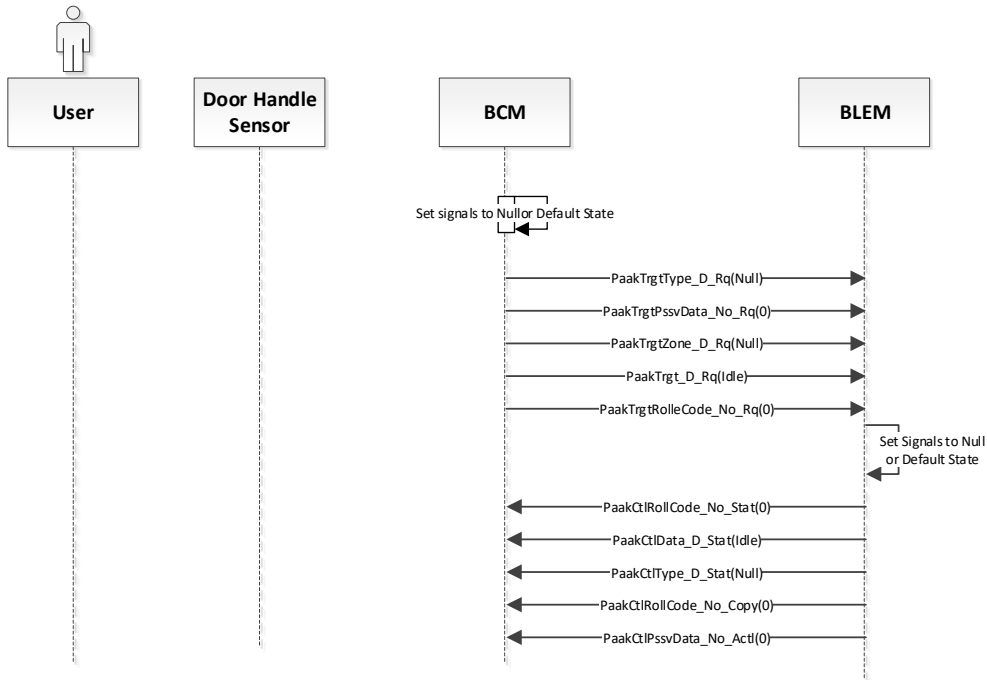 User
Door Handle
Sensor
BCM
BLEM
Set signals to Nullor Default State
PaakTrgtType_D_Rq(Null)
PaakTrgtPssvData_No_Rq(0)
PaakTrgtZone_D_Rq(Null)
PaakTrgt_D_Rq(Idle)
PaakTrgtRolleCode_No_Rq(0)
Set Signals to Null
or Default State
PaakCtlRollCode_No_Stat(0)
PaakCtlData_D_Stat(Idle)
PaakCtlType_D_Stat(Null)
PaakCtlRollCode_No_Copy(0)
PaakCtlPssvData_No_Actl(0)